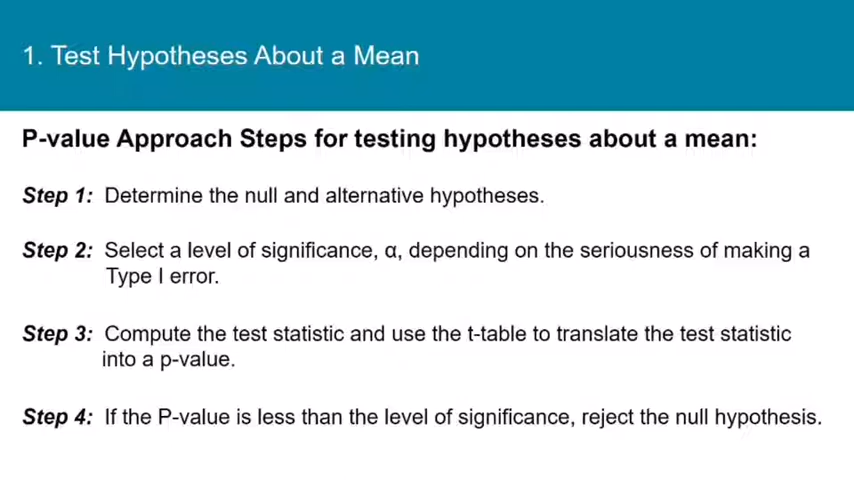 1. Test Hypotheses About a Mean
P-value Approach Steps for testing hypotheses about a mean:
Step 1: Determine the null and alternative hypotheses.
Step 2: Select a level of significance, α, depending on the seriousness of making a
Type I error.
Step 3: Compute the test statistic and use the t-table to translate the test statistic
into a p-value.
Step 4: If the P-value is less than the level of significance, reject the null hypothesis.